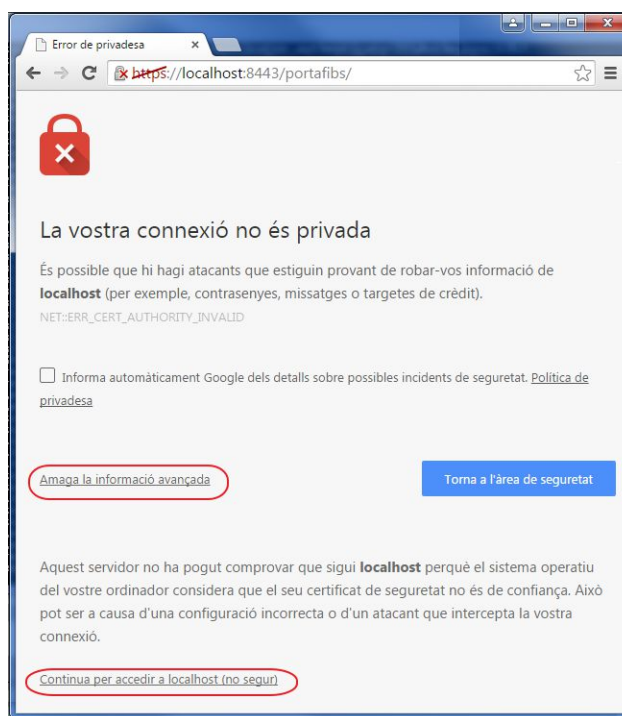 Error de privadesa
https://localhost:8443/portafibs/
La vostra connexió no és privada
És possible que hi hagi atacants que estiguin provant de robar-vos informació de
localhost (per exemple, contrasenyes, missatges o targetes de crèdit).
NET::ERR_CERT_AUTHORITY_INVALID
Informa automàticament Google dels detalls sobre possibles incidents de seguretat. Política de
privadesa
Amaga la informació avançada
Torna a l'àrea de seguretat
Aquest servidor no ha pogut comprovar que sigui localhost perquè el sistema operatiu
del vostre ordinador considera que el seu certificat de seguretat no és de confiança. Això
pot ser a causa d'una configuració incorrecta o d'un atacant que intercepta la vostra
connexió.
Continua per accedir a localhost (no segur)